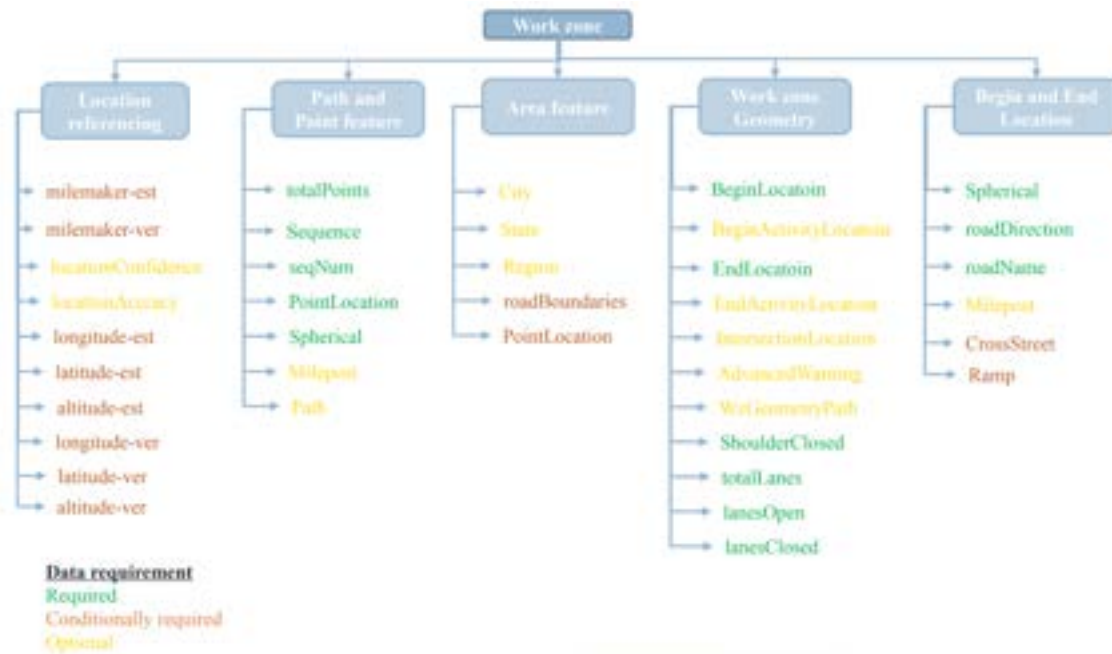 Work zone
Location
referencing
milemaker-est
milemaker-ver
locationConfidence
locationAccracy
longitude-est
latitude-est
altitude-est
longitude-ver
latitude-ver
altitude-ver
Path and
Point feature
totalPoints
Sequence
seqNum
PointLocation
Spherical
Milepost
Path
Area feature
City
State
Region
roadBoundaries
PointLocation
Work zone
Geometry
BeginLocatoin
BeginActivityLocatoin
EndLocatoin
EndActivityLocatoin
IntersectionLocation
AdvancedWarning
WzGeometryPath
ShoulderClosed
totalLanes
lanesOpen
lanesClosed
Begin and End
Location
Spherical
roadDirection
roadName
Milepost
CrossStreet
Ramp
Data requirement
Required
Conditionally required
Optional